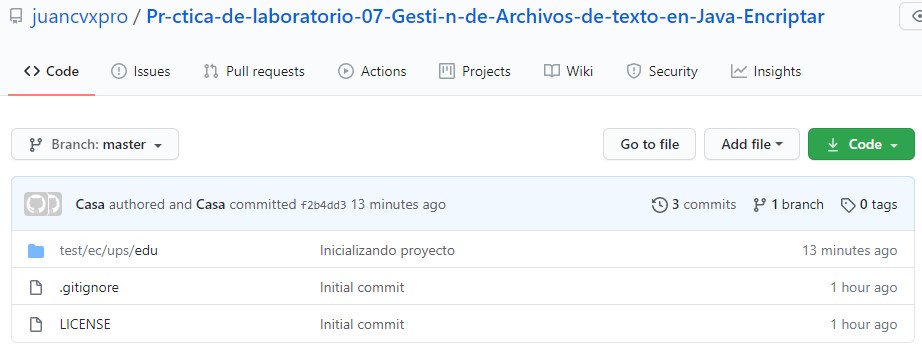 juancvxpro / Pr-ctica-de-laboratorio-07-Gesti-n-de-Archivos-de-texto-en-Java-Encriptar
Code Issues Pull requests Actions Projects Wiki Security Insights
Branch: master Go to file Add file Code
Casa authored and Casa committed f2b4dd3 13 minutes ago 3 commits 1 branch 0 tags
test/ec/ups/edu Inicializando proyecto 13 minutes ago
.gitignore Initial commit 1 hour ago
LICENSE Initial commit 1 hour ago